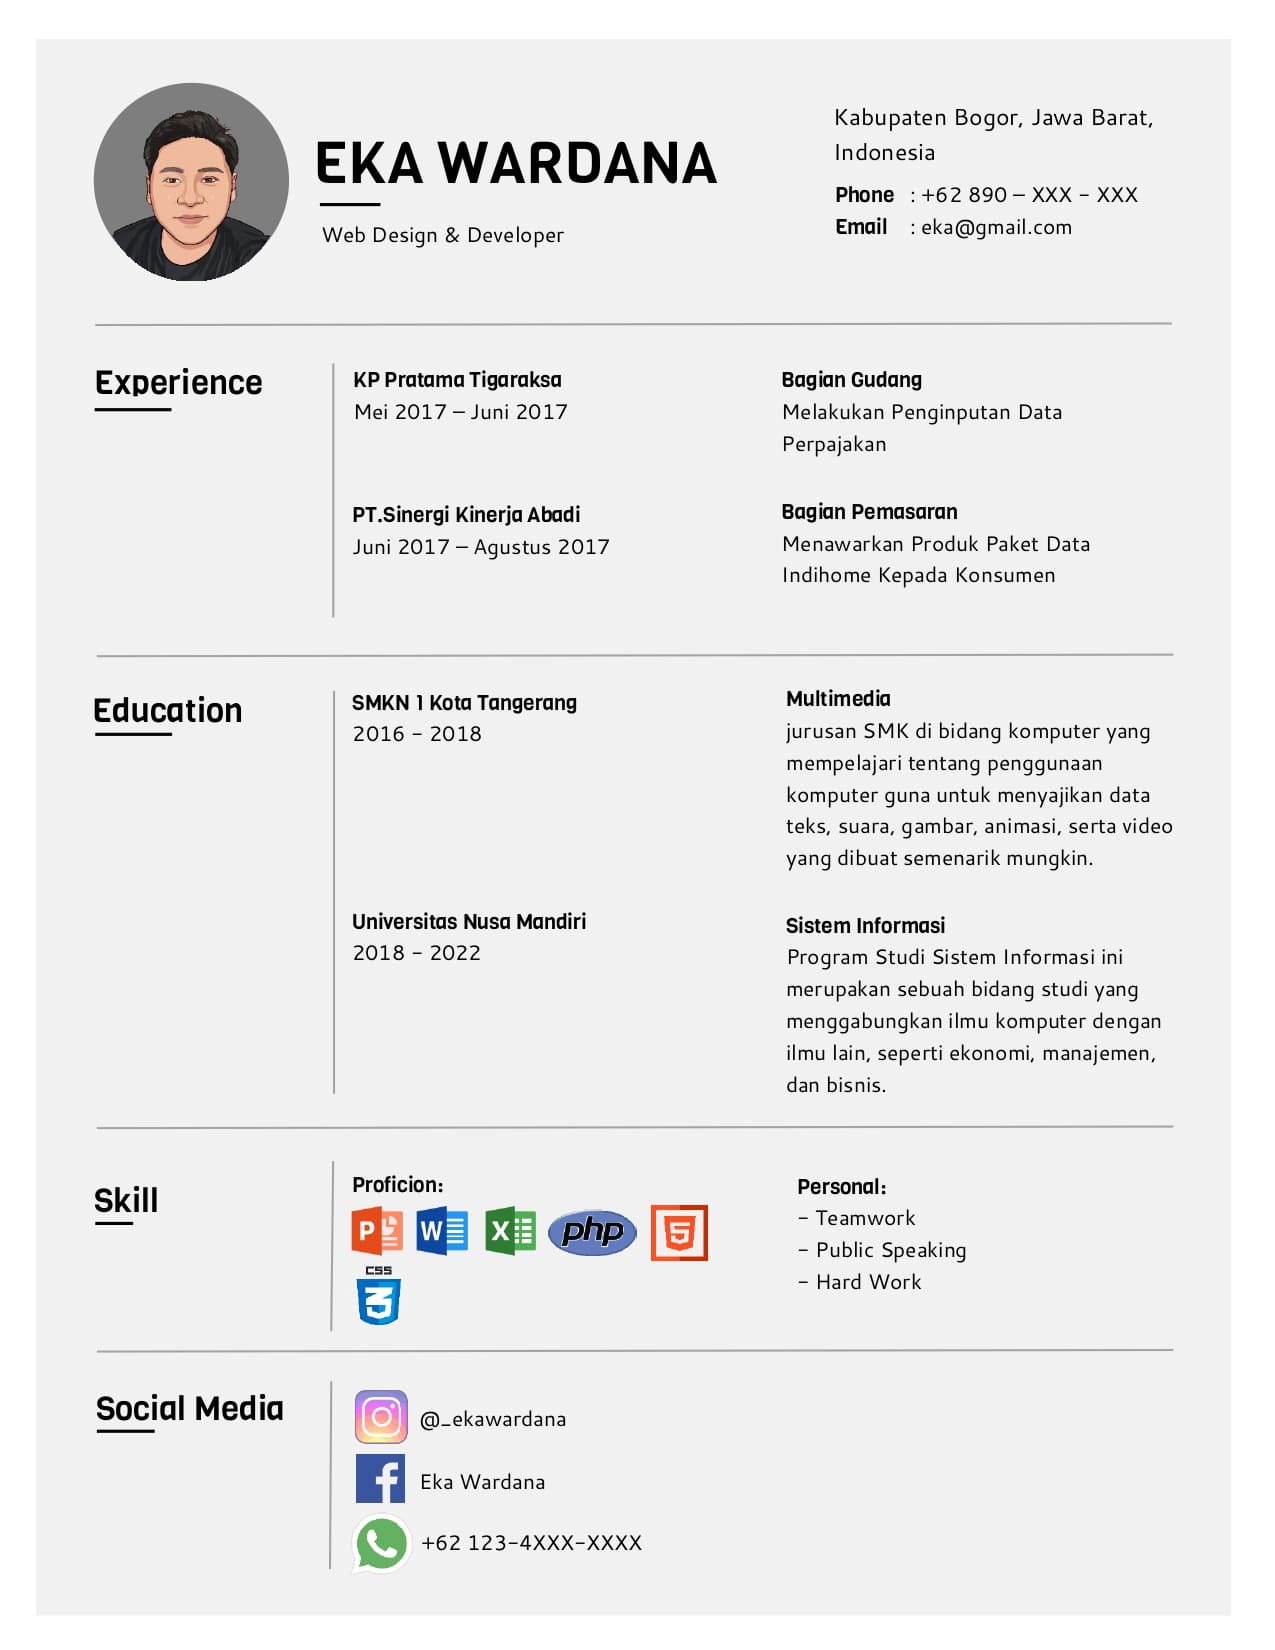 EKA WARDANA
Web Design & Developer
Kabupaten Bogor, Jawa Barat,
Indonesia
Phone : +62 890 – XXX - XXX
Email : eka@gmail.com
Experience
KP Pratama Tigaraksa
Mei 2017 – Juni 2017
Bagian Gudang
Melakukan Penginputan Data
Perpajakan
PT.Sinergi Kinerja Abadi
Juni 2017 – Agustus 2017
Bagian Pemasaran
Menawarkan Produk Paket Data
Indihome Kepada Konsumen
Education
SMKN 1 Kota Tangerang
2016 - 2018
Multimedia
jurusan SMK di bidang komputer yang
mempelajari tentang penggunaan
komputer guna untuk menyajikan data
teks, suara, gambar, animasi, serta video
yang dibuat semenarik mungkin.
Universitas Nusa Mandiri
2018 - 2022
Sistem Informasi
Program Studi Sistem Informasi ini
merupakan sebuah bidang studi yang
menggabungkan ilmu komputer dengan
ilmu lain, seperti ekonomi, manajemen,
dan bisnis.
Skill
Proficion:
P W X php 5
CSS
3
Personal:
- Teamwork
- Public Speaking
- Hard Work
Social Media
@_ekawardana
f Eka Wardana
+62 123-4XXX-XXXX